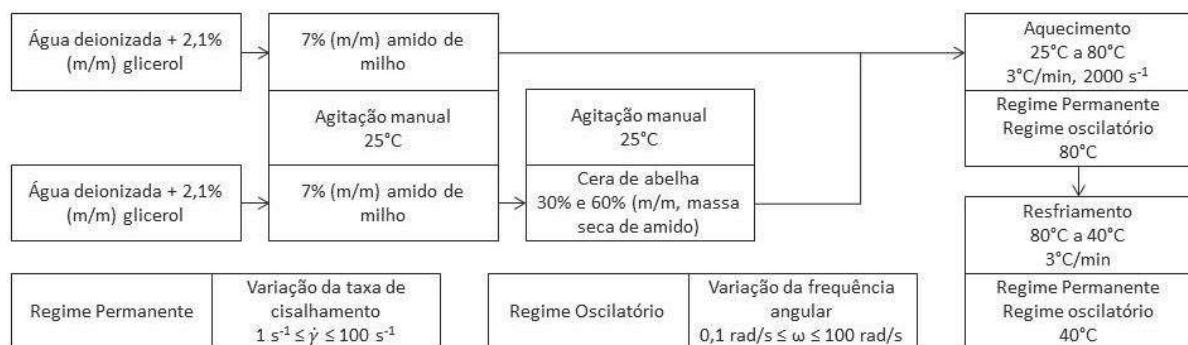 Água deionizada + 2,1%
(m/m) glicerol
7% (m/m) amido de
milho
Agitação manual
25°C
Água deionizada + 2,1%
(m/m) glicerol
7% (m/m) amido de
milho
Agitação manual
25°C
Cera de abelha
30% e 60% (m/m, massa
seca de amido)
Aquecimento
25°C a 80°C
3°C/min, 2000 s⁻¹
Regime Permanente
Regime oscilatório
80°C
Resfriamento
80°C a 40°C
3°C/min
Regime Permanente
Regime oscilatório
40°C
Regime Permanente
Variação da taxa de
cisalhamento
1 s⁻¹ ≤ γ̇ ≤ 100 s⁻¹
Regime Oscilatório
Variação da frequência
angular
0,1 rad/s ≤ ω ≤ 100 rad/s